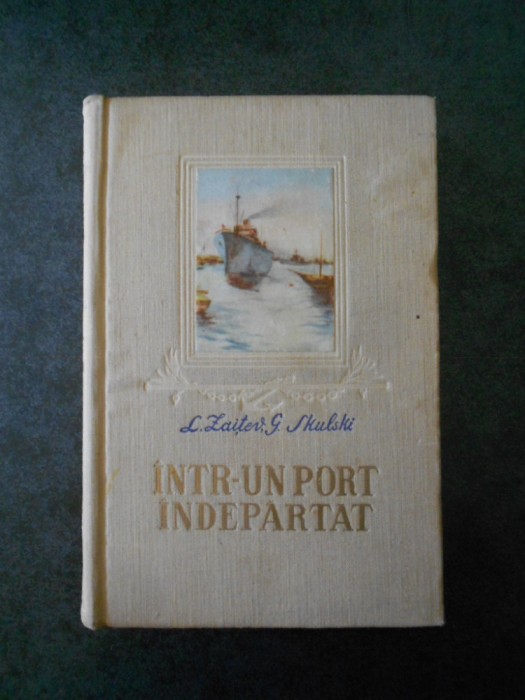 L. Zaițev, G. Skulski
ÎNTR-UN PORT
ÎNDEPĂRTAT